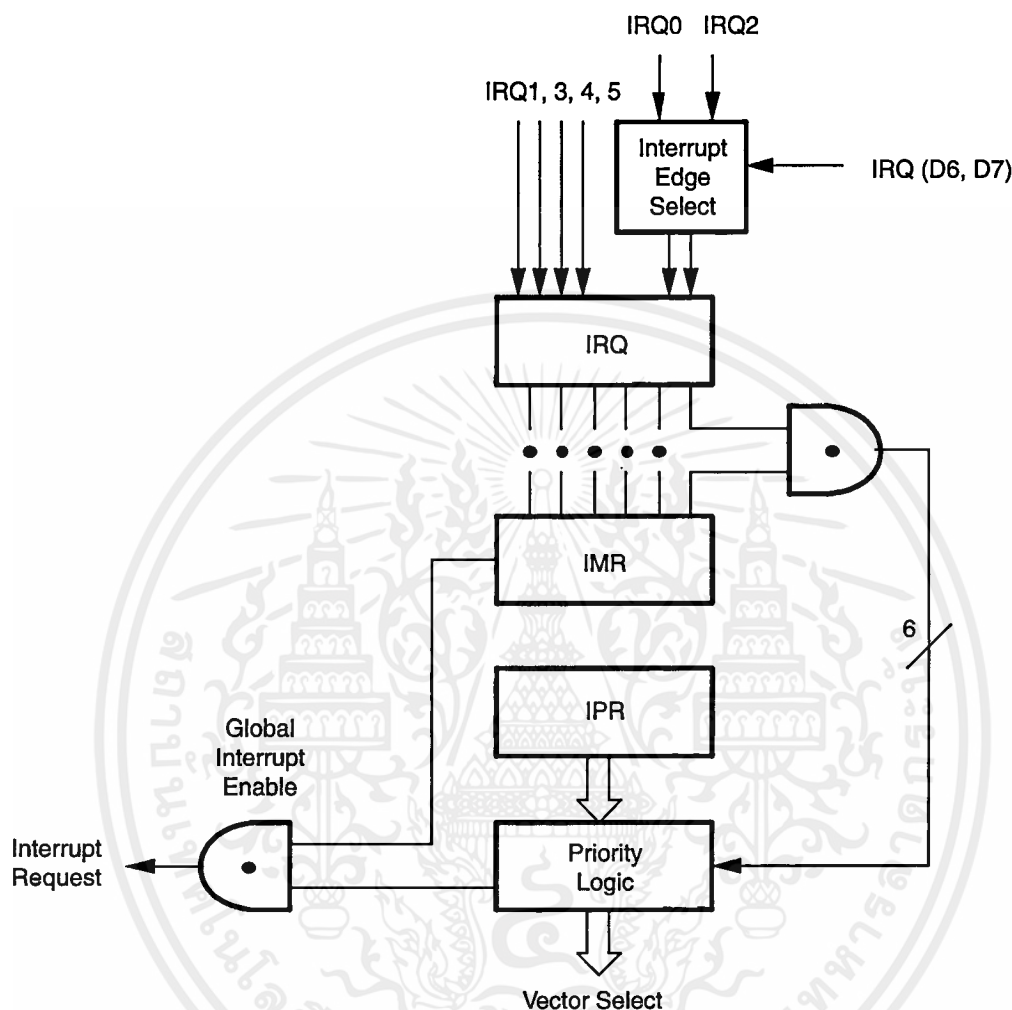 IRQ0 IRQ2
IRQ1, 3, 4, 5
Interrupt
Edge
Select
IRQ (D6, D7)
IRQ
IMR
6
IPR
Global
Interrupt
Enable
Interrupt
Request
Priority
Logic
Vector Select